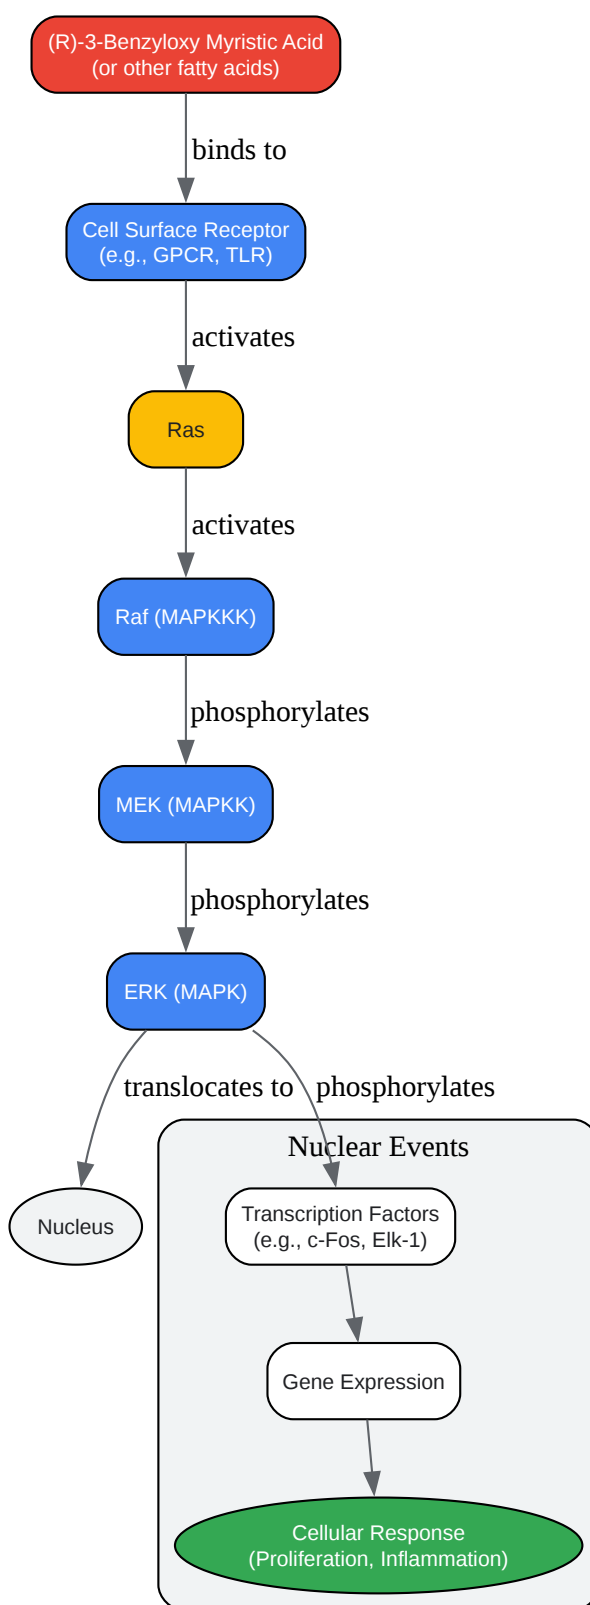 (R)-3-Benzyloxy Myristic Acid
(or other fatty acids)
binds to
Cell Surface Receptor
(e.g., GPCR, TLR)
activates
Ras
activates
Raf (MAPKKK)
phosphorylates
MEK (MAPKK)
phosphorylates
ERK (MAPK)
translocates to
phosphorylates
Nuclear Events
Nucleus
Transcription Factors
(e.g., c-Fos, Elk-1)
Gene Expression
Cellular Response
(Proliferation, Inflammation)